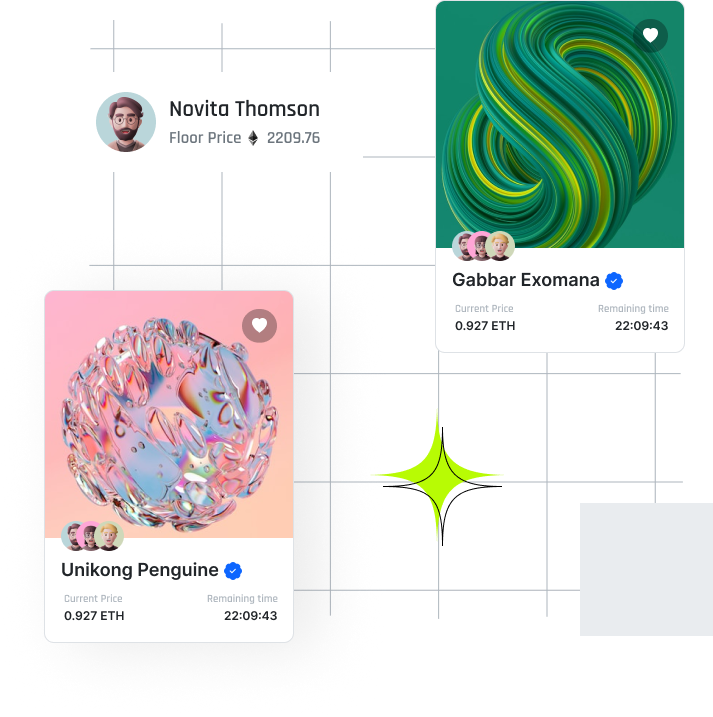 Novita Thomson
Floor Price 2209.76
Gabbar Exomana
Current Price Remaining time
0.927 ETH 22:09:43
Unikong Penguine
Current Price Remaining time
0.927 ETH 22:09:43